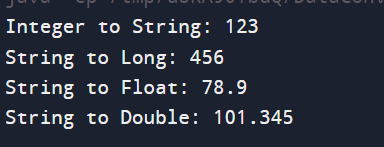 Integer to String: 123
String to Long: 456
String to Float: 78.9
String to Double: 101.345